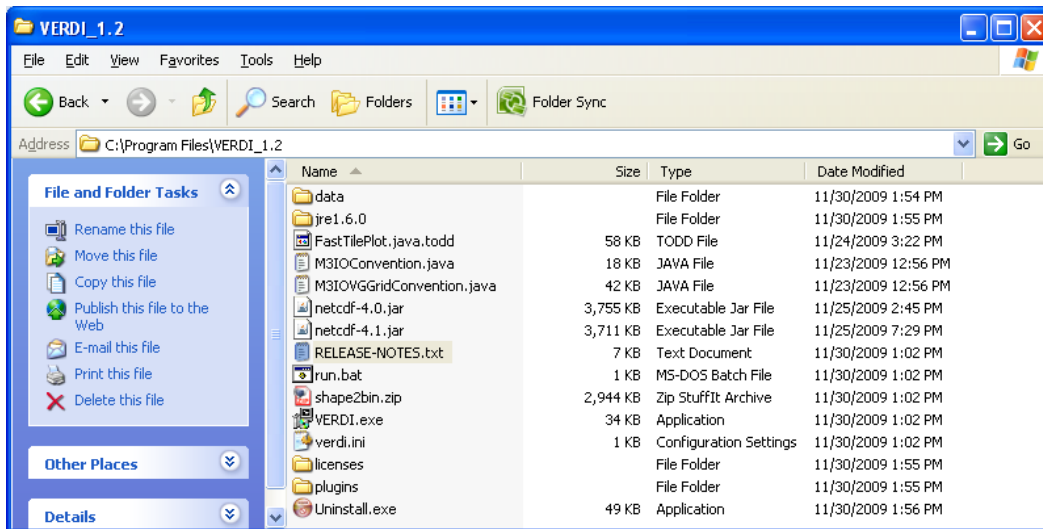 VERDI_1.2
File Edit View Favorites Tools Help
Back Search Folders Folder Sync
Address C:\Program Files\VERDI_1.2 Go
File and Folder Tasks
Rename this file
Move this file
Copy this file
Publish this file to the
Web
E-mail this file
Print this file
Delete this file
Other Places
Details
Name Size Type Date Modified
data File Folder 11/30/2009 1:54 PM
jre1.6.0 File Folder 11/30/2009 1:55 PM
FastTilePlot.java.todd 58 KB TODD File 11/24/2009 3:22 PM
M3IOConvention.java 18 KB JAVA File 11/23/2009 12:56 PM
M3IOVGGridConvention.java 42 KB JAVA File 11/23/2009 12:56 PM
netcdf-4.0.jar 3,755 KB Executable Jar File 11/25/2009 2:45 PM
netcdf-4.1.jar 3,711 KB Executable Jar File 11/25/2009 7:29 PM
RELEASE-NOTES.txt 7 KB Text Document 11/30/2009 1:02 PM
run.bat 1 KB MS-DOS Batch File 11/30/2009 1:02 PM
shape2bin.zip 2,944 KB Zip StuffIt Archive 11/30/2009 1:02 PM
VERDI.exe 34 KB Application 11/30/2009 1:02 PM
verdi.ini 1 KB Configuration Settings 11/30/2009 1:02 PM
licenses File Folder 11/30/2009 1:55 PM
plugins File Folder 11/30/2009 1:55 PM
Uninstall.exe 49 KB Application 11/30/2009 1:56 PM